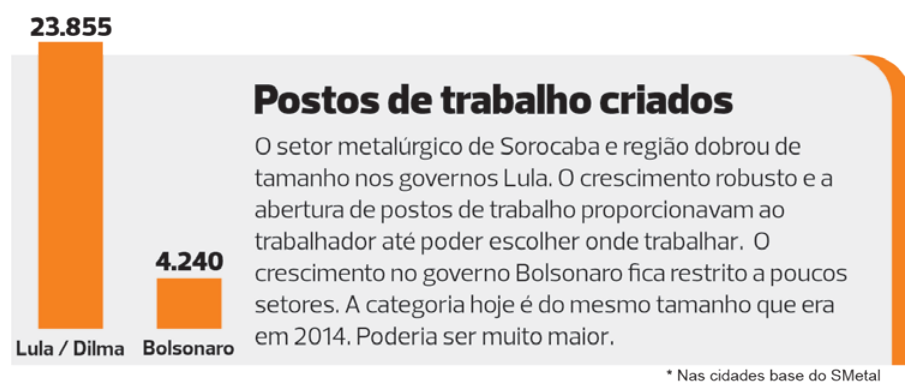 23.855
4.240
Lula / Dilma
Bolsonaro
Postos de trabalho criados
O setor metalúrgico de Sorocaba e região dobrou de
tamanho nos governos Lula. O crescimento robusto e a
abertura de postos de trabalho proporcionavam ao
trabalhador até poder escolher onde trabalhar.  O
crescimento no governo Bolsonaro fica restrito a poucos
setores. A categoria hoje é do mesmo tamanho que era
em 2014. Poderia ser muito maior.
* Nas cidades base do SMetal